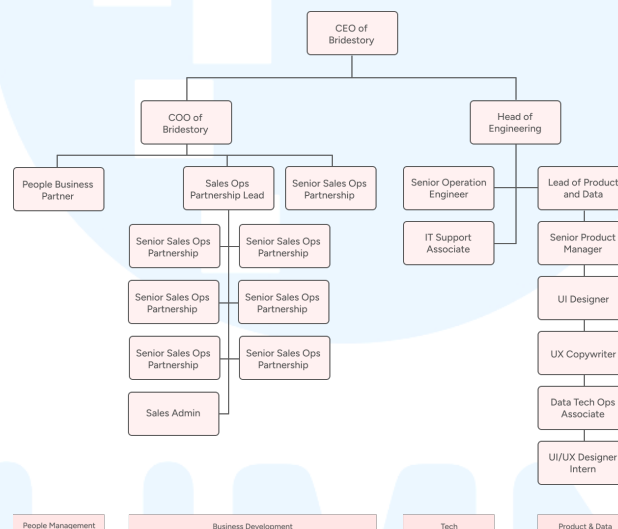 CEO of
Bridestory
COO of
Bridestory
Head of
Engineering
People Business
Partner
Sales Ops
Partnership Lead
Senior Sales Ops
Partnership
Senior Operation
Engineer
Lead of Product
and Data
Senior Sales Ops
Partnership
Senior Sales Ops
Partnership
IT Support
Associate
Senior Product
Manager
Senior Sales Ops
Partnership
Senior Sales Ops
Partnership
UI Designer
Senior Sales Ops
Partnership
Senior Sales Ops
Partnership
UX Copywriter
Sales Admin
Data Tech Ops
Associate
UI/UX Designer
Intern
People Management
Business Development
Tech
Product & Data